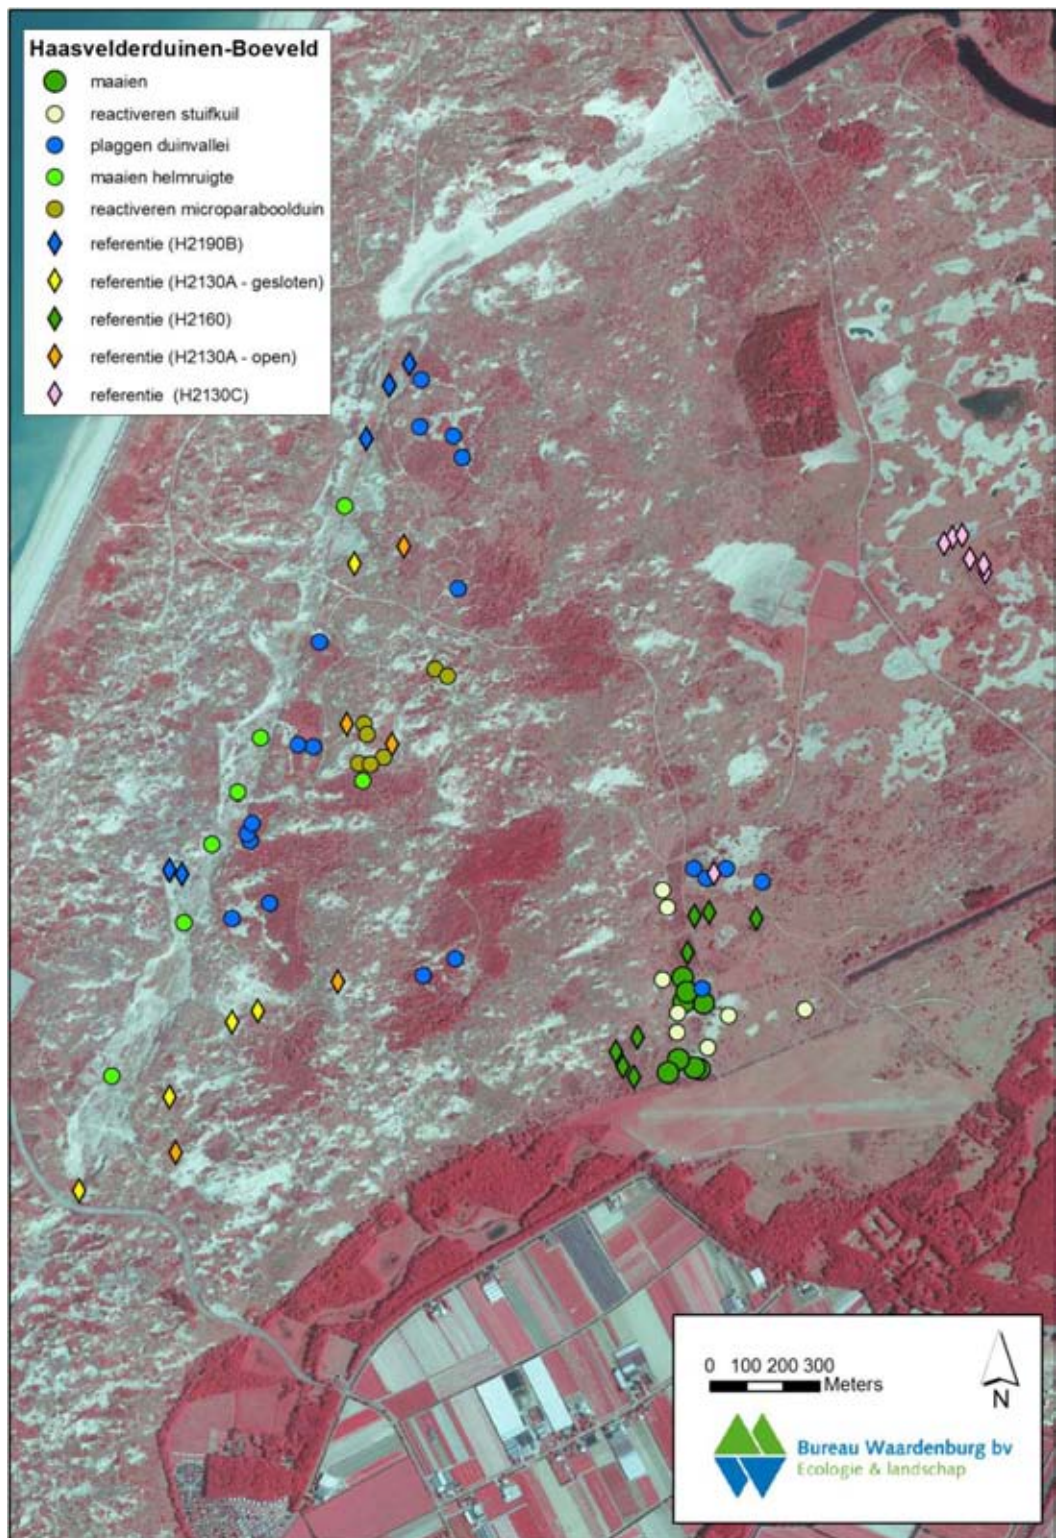 Haasvelderduinen-Boeveld
maaien
reactiveren stuifkuil
plaggen duinvallei
maaien helmruigte
reactiveren microparaboolduin
referentie (H2190B)
referentie (H2130A - gesloten)
referentie (H2160)
referentie (H2130A - open)
referentie (H2130C)
0 100 200 300
Meters
N
Bureau Waardenburg bv
Ecologie & landschap